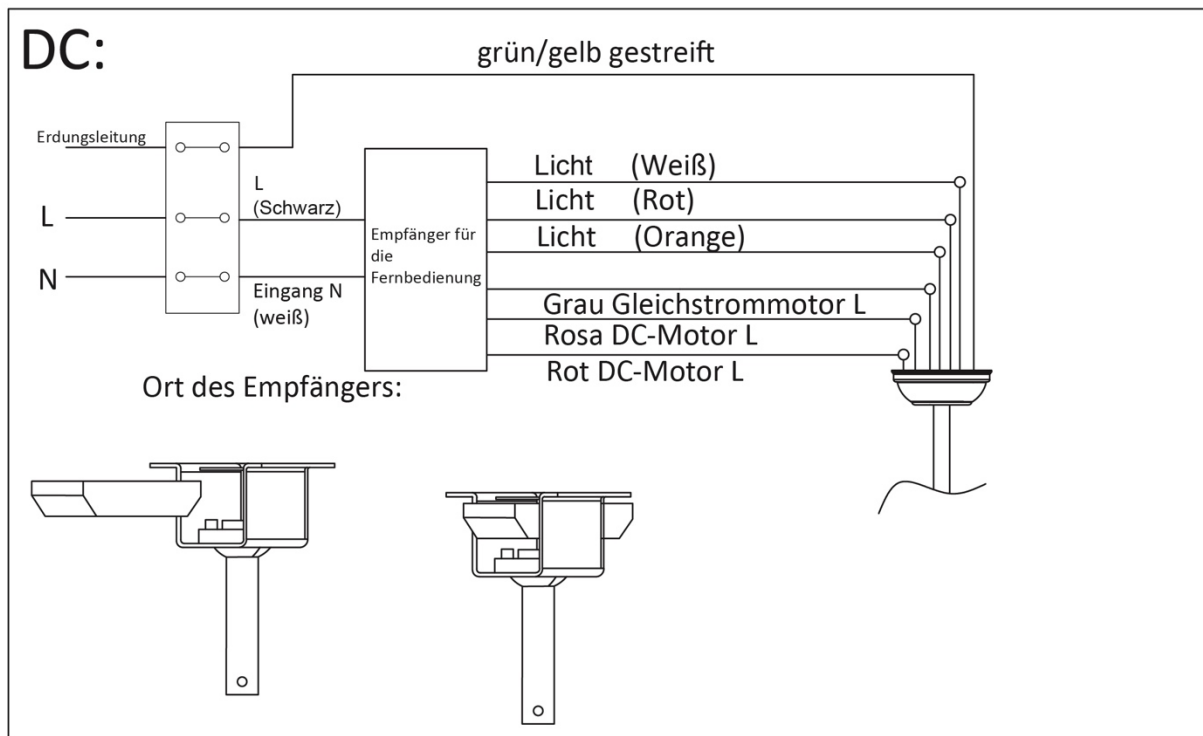 DC:
grün/gelb gestreift
Erdungsleitung
L
N
L
(Schwarz)
Eingang N
(weiß)
Empfänger für
die
Fernbedienung
Licht (Weiß)
Licht (Rot)
Licht (Orange)
Grau Gleichstrommotor L
Rosa DC-Motor L
Rot DC-Motor L
Ort des Empfängers: